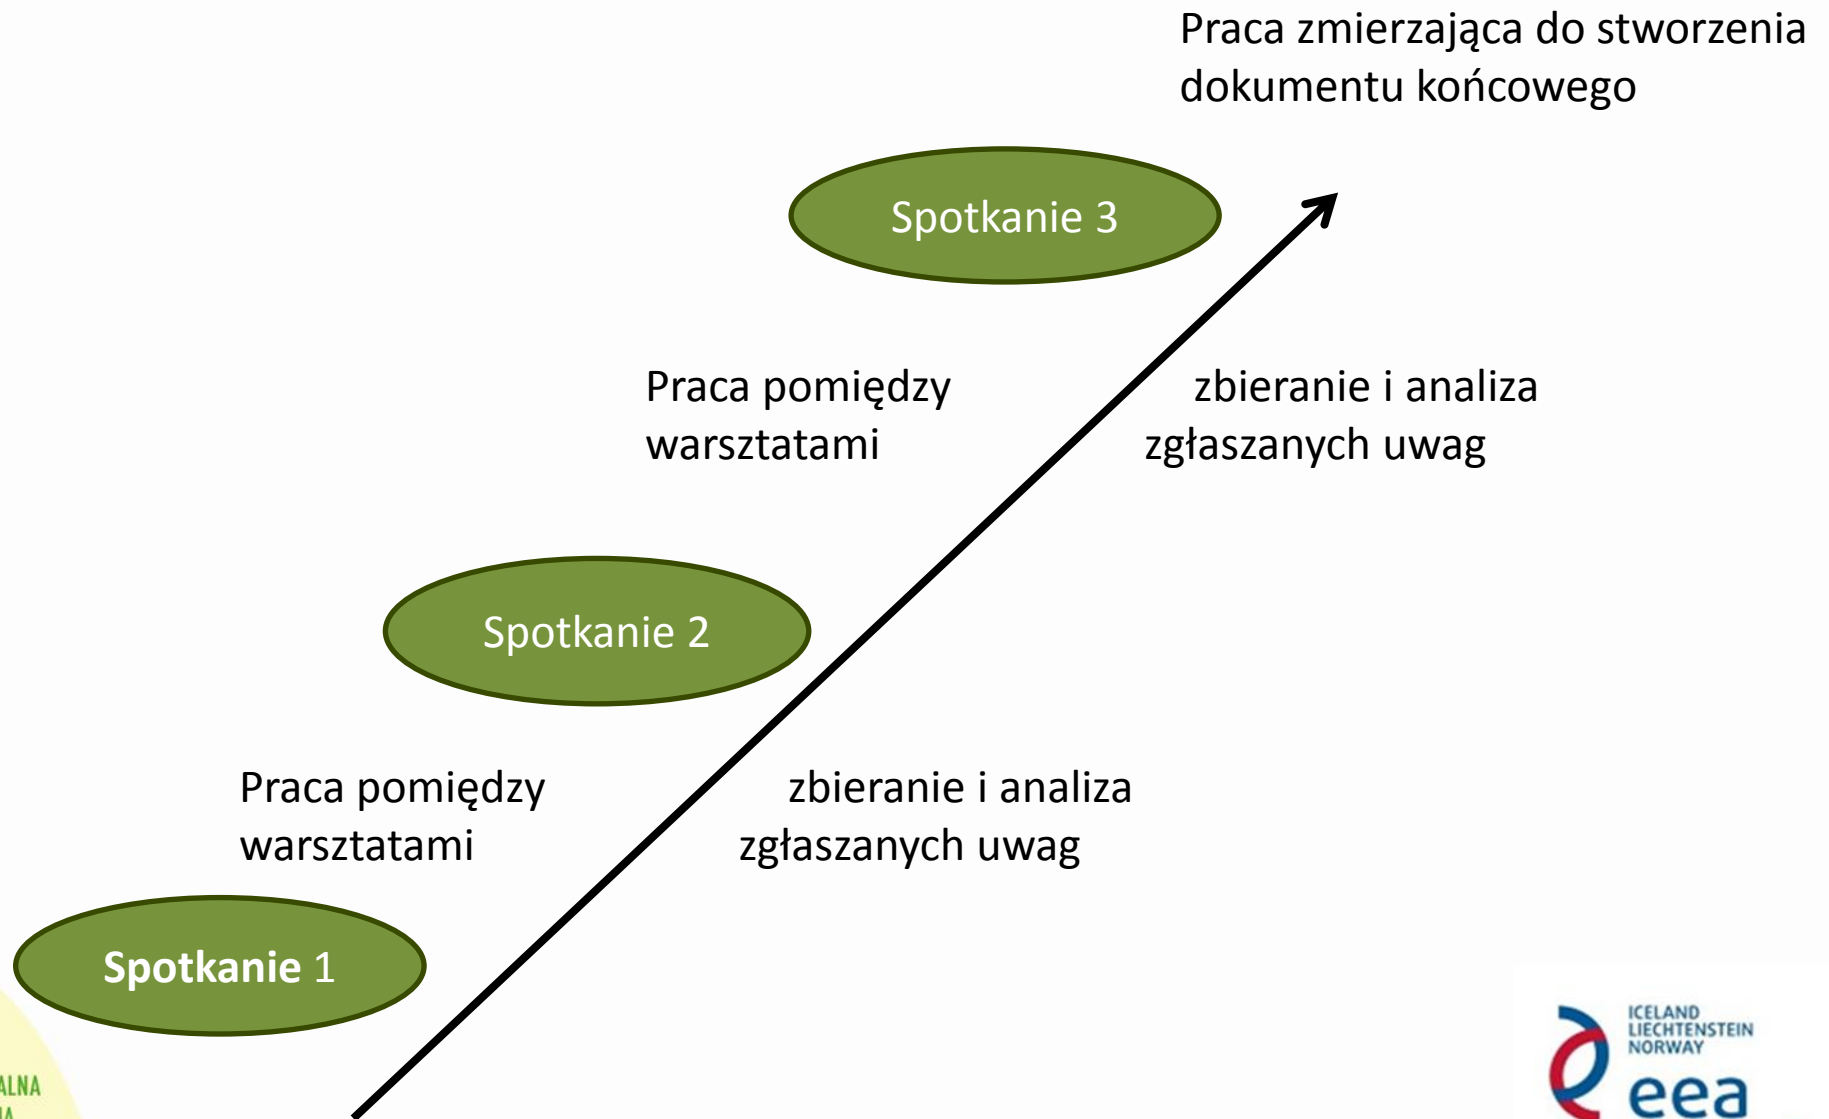 Praca zmierzająca do stworzenia
dokumentu końcowego
Spotkanie 3
Praca pomiędzy
warsztatami
zbieranie i analiza
zgłaszanych uwag
Spotkanie 2
Praca pomiędzy
warsztatami
zbieranie i analiza
zgłaszanych uwag
Spotkanie 1
ICELAND
LIECHTENSTEIN
NORWAY
eea